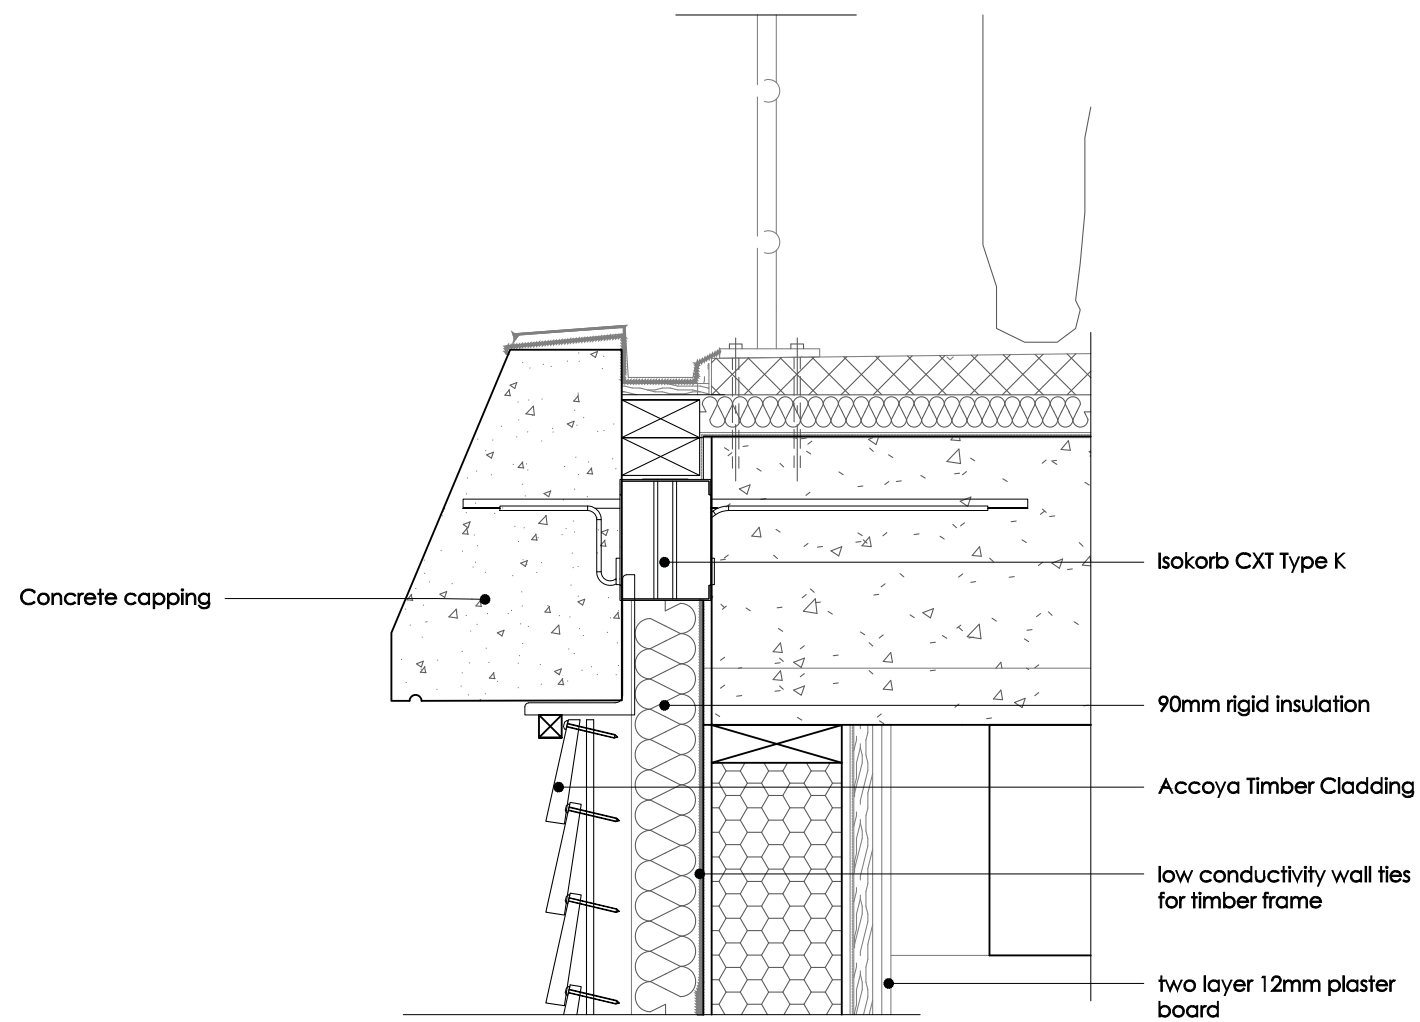 Isokorb CXT Type K
Concrete capping
90mm rigid insulation
Accoya Timber Cladding
low conductivity wall ties
for timber frame
two layer 12mm plaster
board